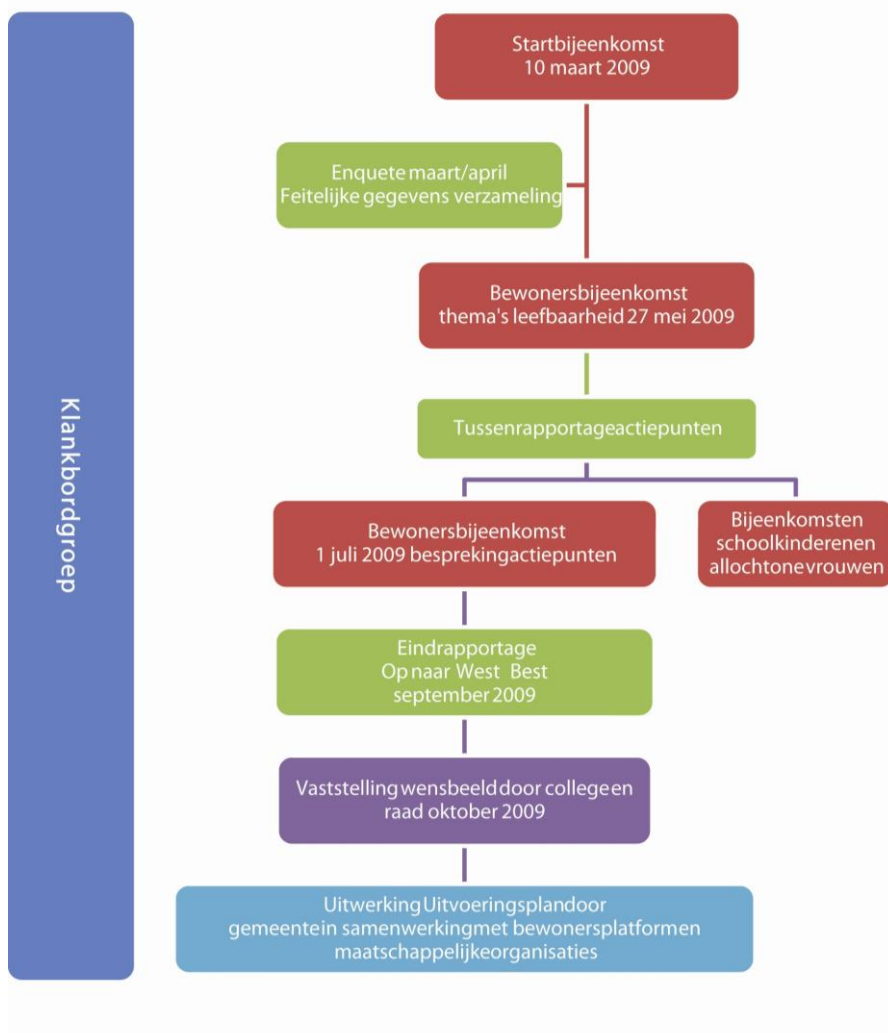 Klankbordgroep
Startbijeenkomst
10 maart 2009
Enquete maart/april
Feitelijke gegevens verzameling
Bewonersbijeenkomst
thema's leefbaarheid 27 mei 2009
Tussenrapportageactiepunten
Bewonersbijeenkomst
1 juli 2009 besprekingactiepunten
Bijeenkomsten
schoolkinderenen
allochtonevrouwen
Eindrapportage
Op naar West Best
september 2009
Vaststelling wensbeeld door college en
raad oktober 2009
Uitwerking Uitvoeringsplandoor
gemeentein samenwerkingmet bewonersplatformen
maatschappelijkeorganisaties